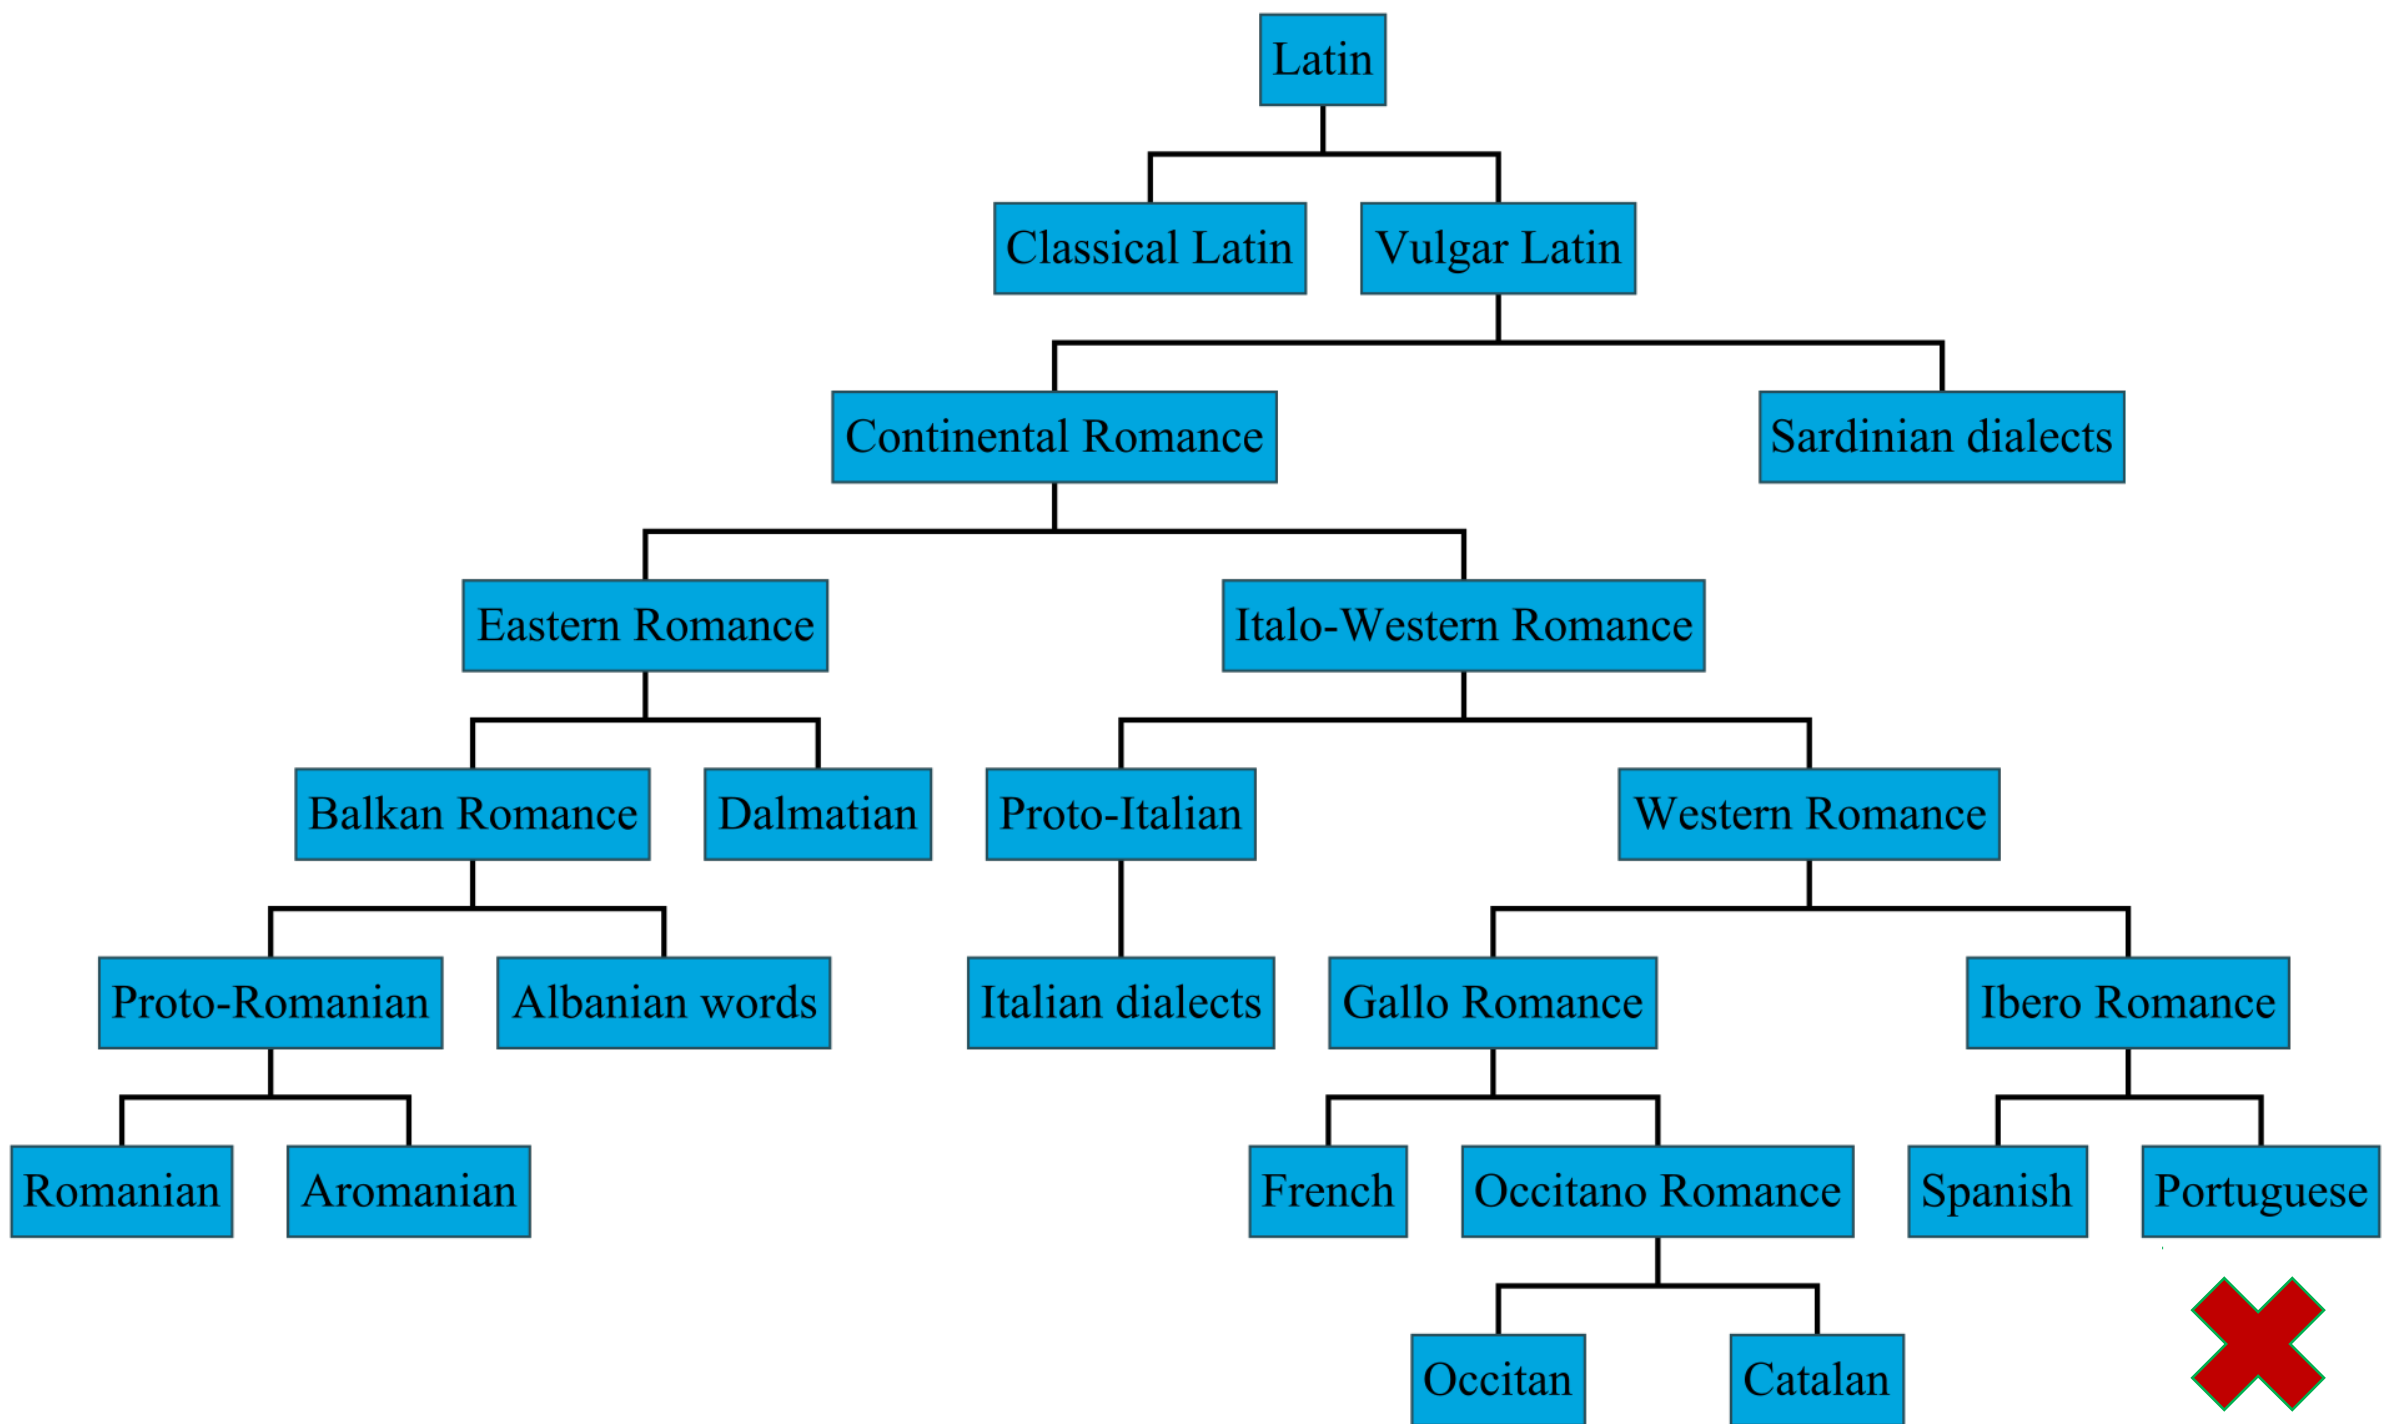 Latin
Classical Latin
Vulgar Latin
Continental Romance
Sardinian dialects
Eastern Romance
Italo-Western Romance
Balkan Romance
Dalmatian
Proto-Italian
Western Romance
Proto-Romanian
Albanian words
Italian dialects
Gallo Romance
Ibero Romance
Romanian
Aromanian
French
Occitano Romance
Spanish
Portuguese
Occitan
Catalan